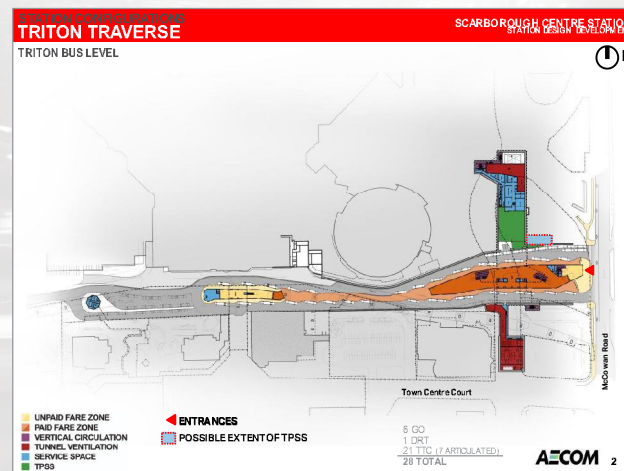 STATION CONFIGURATIONS
TRITON TRAVERSE
SCARBOROUGH CENTRE STATIO
STATION DESIGN DEVELOPMEN
TRITON BUS LEVEL
McCowan Road
Town Centre Court
UNPAID FARE ZONE
PAID FARE ZONE
VERTICAL CIRCULATION
TUNNEL VENTILATION
SERVICE SPACE
TPSS
ENTRANCES
POSSIBLE EXTENT OF TPSS
6 GO
1 DRT
21 TTC (7 ARTICULATED)
28 TOTAL
AECOM 2